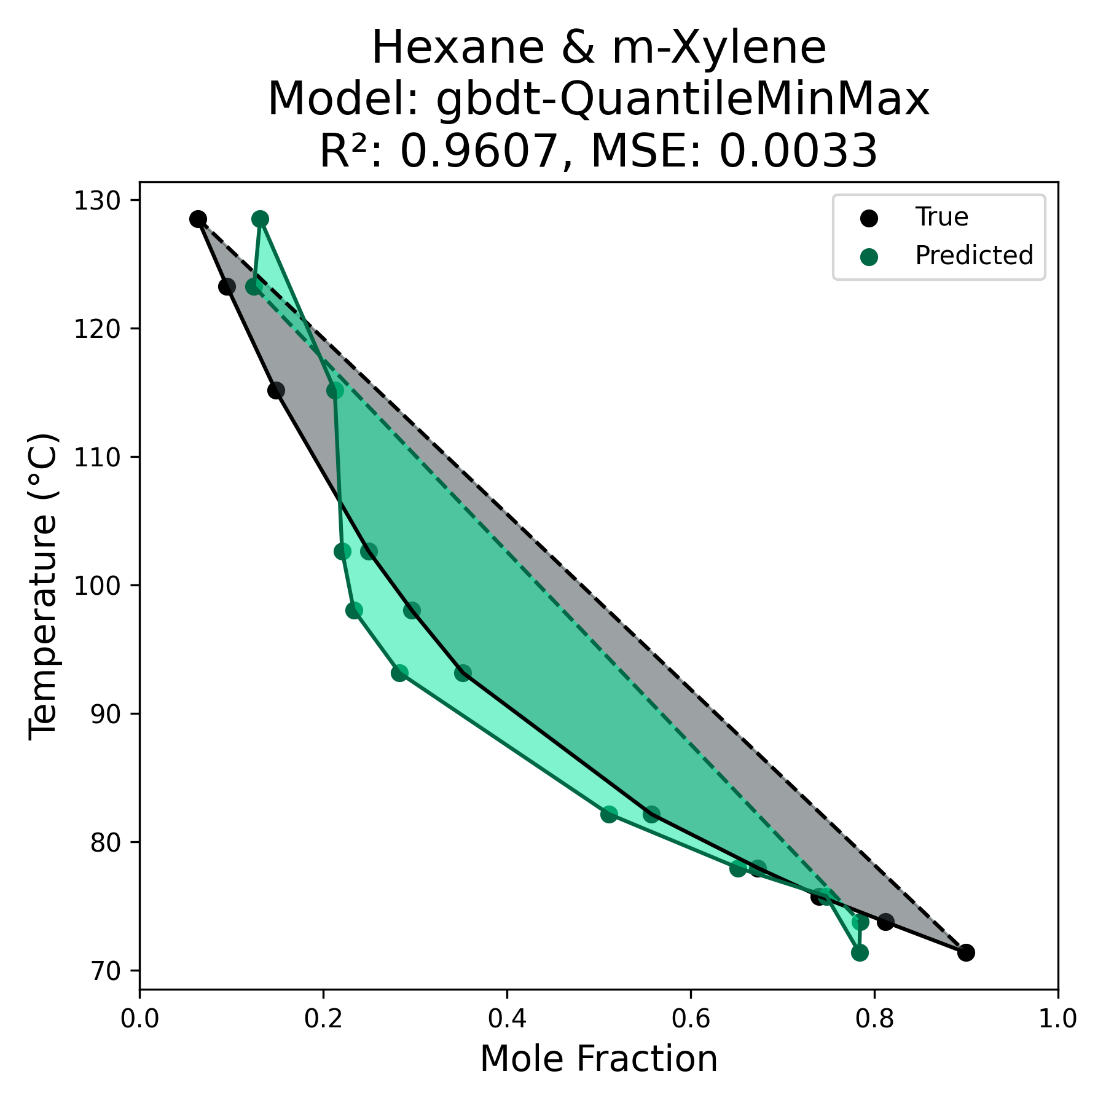 Hexane & m-Xylene
Model: gbdt-QuantileMinMax
R²: 0.9607, MSE: 0.0033
True
Predicted
130
120
110
100
90
80
70
Temperature (°C)
0.0 0.2 0.4 0.6 0.8 1.0
Mole Fraction